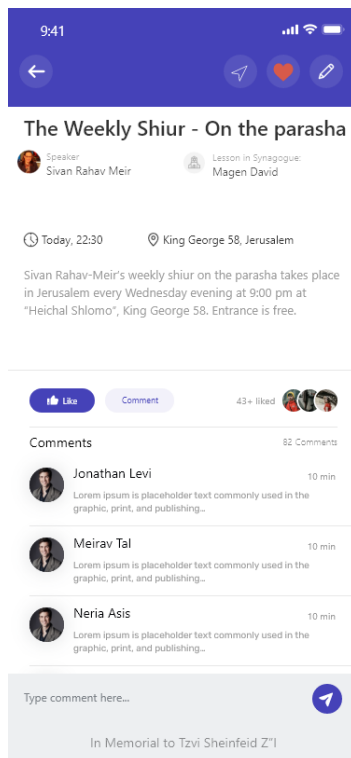 9:41
The Weekly Shiur - On the parasha
Speaker
Sivan Rahav Meir
Lesson in Synagogue:
Magen David
Today, 22:30
King George 58, Jerusalem
Sivan Rahav-Meir's weekly shiur on the parasha takes place
in Jerusalem every Wednesday evening at 9:00 pm at
"Heichal Shlomo", King George 58. Entrance is free.
Like
Comment
43+ liked
Comments
82 Comments
Jonathan Levi
10 min
Lorem ipsum is placeholder text commonly used in the
graphic, print, and publishing...
Meirav Tal
10 min
Lorem ipsum is placeholder text commonly used in the
graphic, print, and publishing...
Neria Asis
10 min
Lorem ipsum is placeholder text commonly used in the
graphic, print, and publishing...
Type comment here...
In Memorial to Tzvi Sheinfeid Z"l